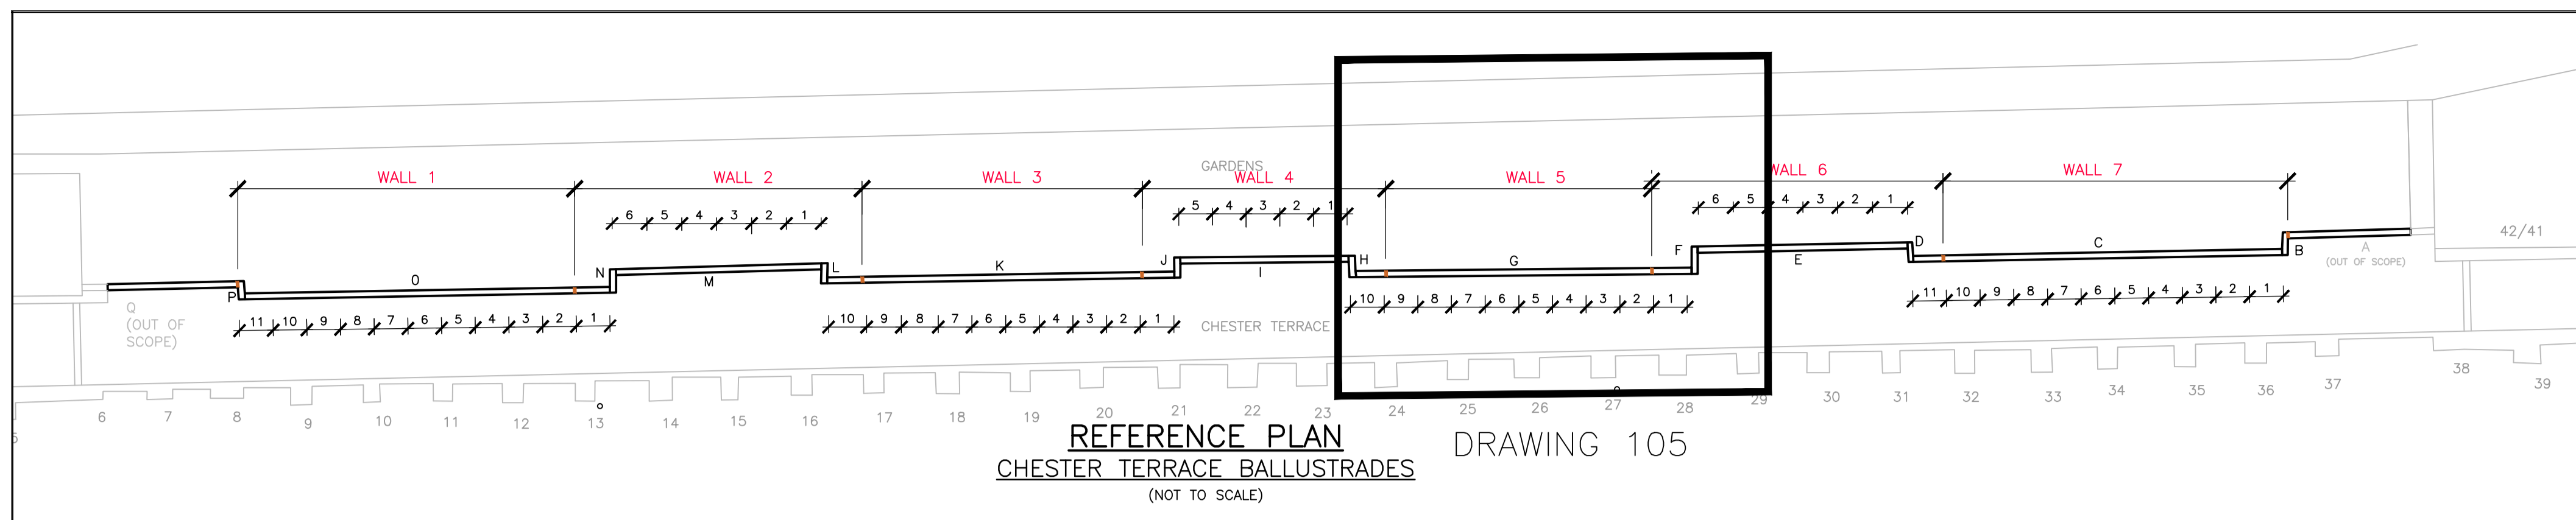 GARDENS
WALL 1
WALL 2
WALL 3
WALL 4
WALL 5
WALL 6
WALL 7
6 5 4 3 2 1
5 4 3 2 1
6 5 4 3 2 1
Q
(OUT OF
SCOPE)
P
O
N
M
L
K
J
I
H
G
F
E
D
C
B
A
(OUT OF SCOPE)
42/41
11 10 9 8 7 6 5 4 3 2 1
10 9 8 7 6 5 4 3 2 1
10 9 8 7 6 5 4 3 2 1
11 10 9 8 7 6 5 4 3 2 1
CHESTER TERRACE
6 7 8 9 10 11 12 13 14 15 16 17 18 19 20 21 22 23 24 25 26 27 28 29 30 31 32 33 34 35 36 37 38 39
REFERENCE PLAN
CHESTER TERRACE BALLUSTRADES
(NOT TO SCALE)
DRAWING 105